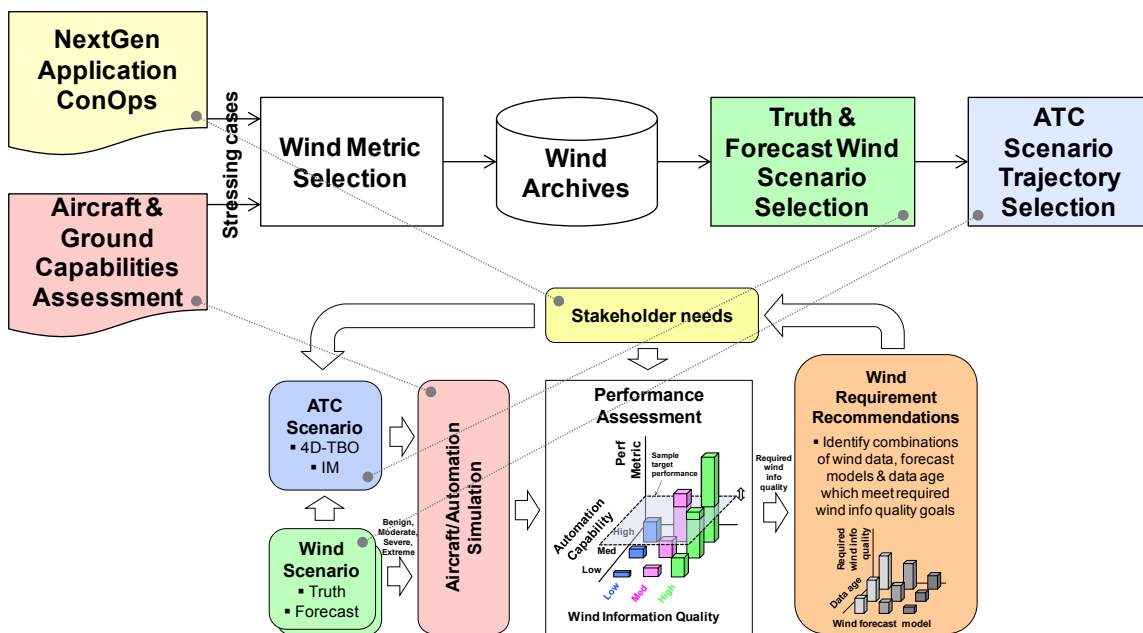 NextGen
Application
ConOps
Aircraft &
Ground
Capabilities
Assessment
Stressing cases
Wind Metric
Selection
Wind
Archives
Truth &
Forecast Wind
Scenario
Selection
ATC
Scenario
Trajectory
Selection
Stakeholder needs
ATC
Scenario
▪ 4D-TBO
▪ IM
Wind
Scenario
▪ Truth
▪ Forecast
Benign,
Moderate,
Severe,
Extreme
Aircraft/Automation
Simulation
Performance
Assessment
Perf
Metric
Sample
target
performance
Automation
Capability
High
Med
Low
Low
Med
High
Wind Information Quality
Required
wind info
quality
Wind
Requirement
Recommendations
▪ Identify combinations
of wind data, forecast
models & data age
which meet required
wind info quality goals
Required
wind info
quality
Data age
Wind forecast model